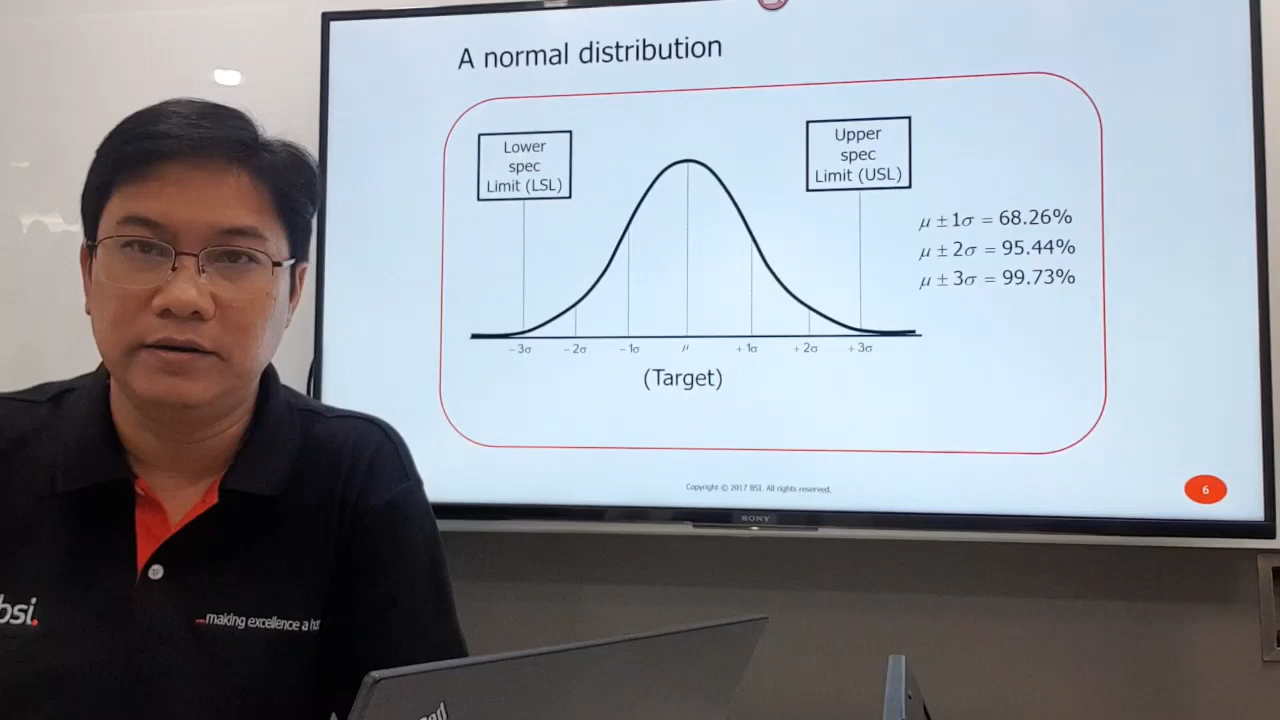 A normal distribution
Lower
spec
Limit (LSL)
Upper
spec
Limit (USL)
μ ± 1σ = 68.26%
μ ± 2σ = 95.44%
μ ± 3σ = 99.73%
−3σ −2σ −1σ μ +1σ +2σ +3σ
(Target)
Copyright © 2017 BSI. All rights reserved.
6
SONY
bsi.
...making excellence a